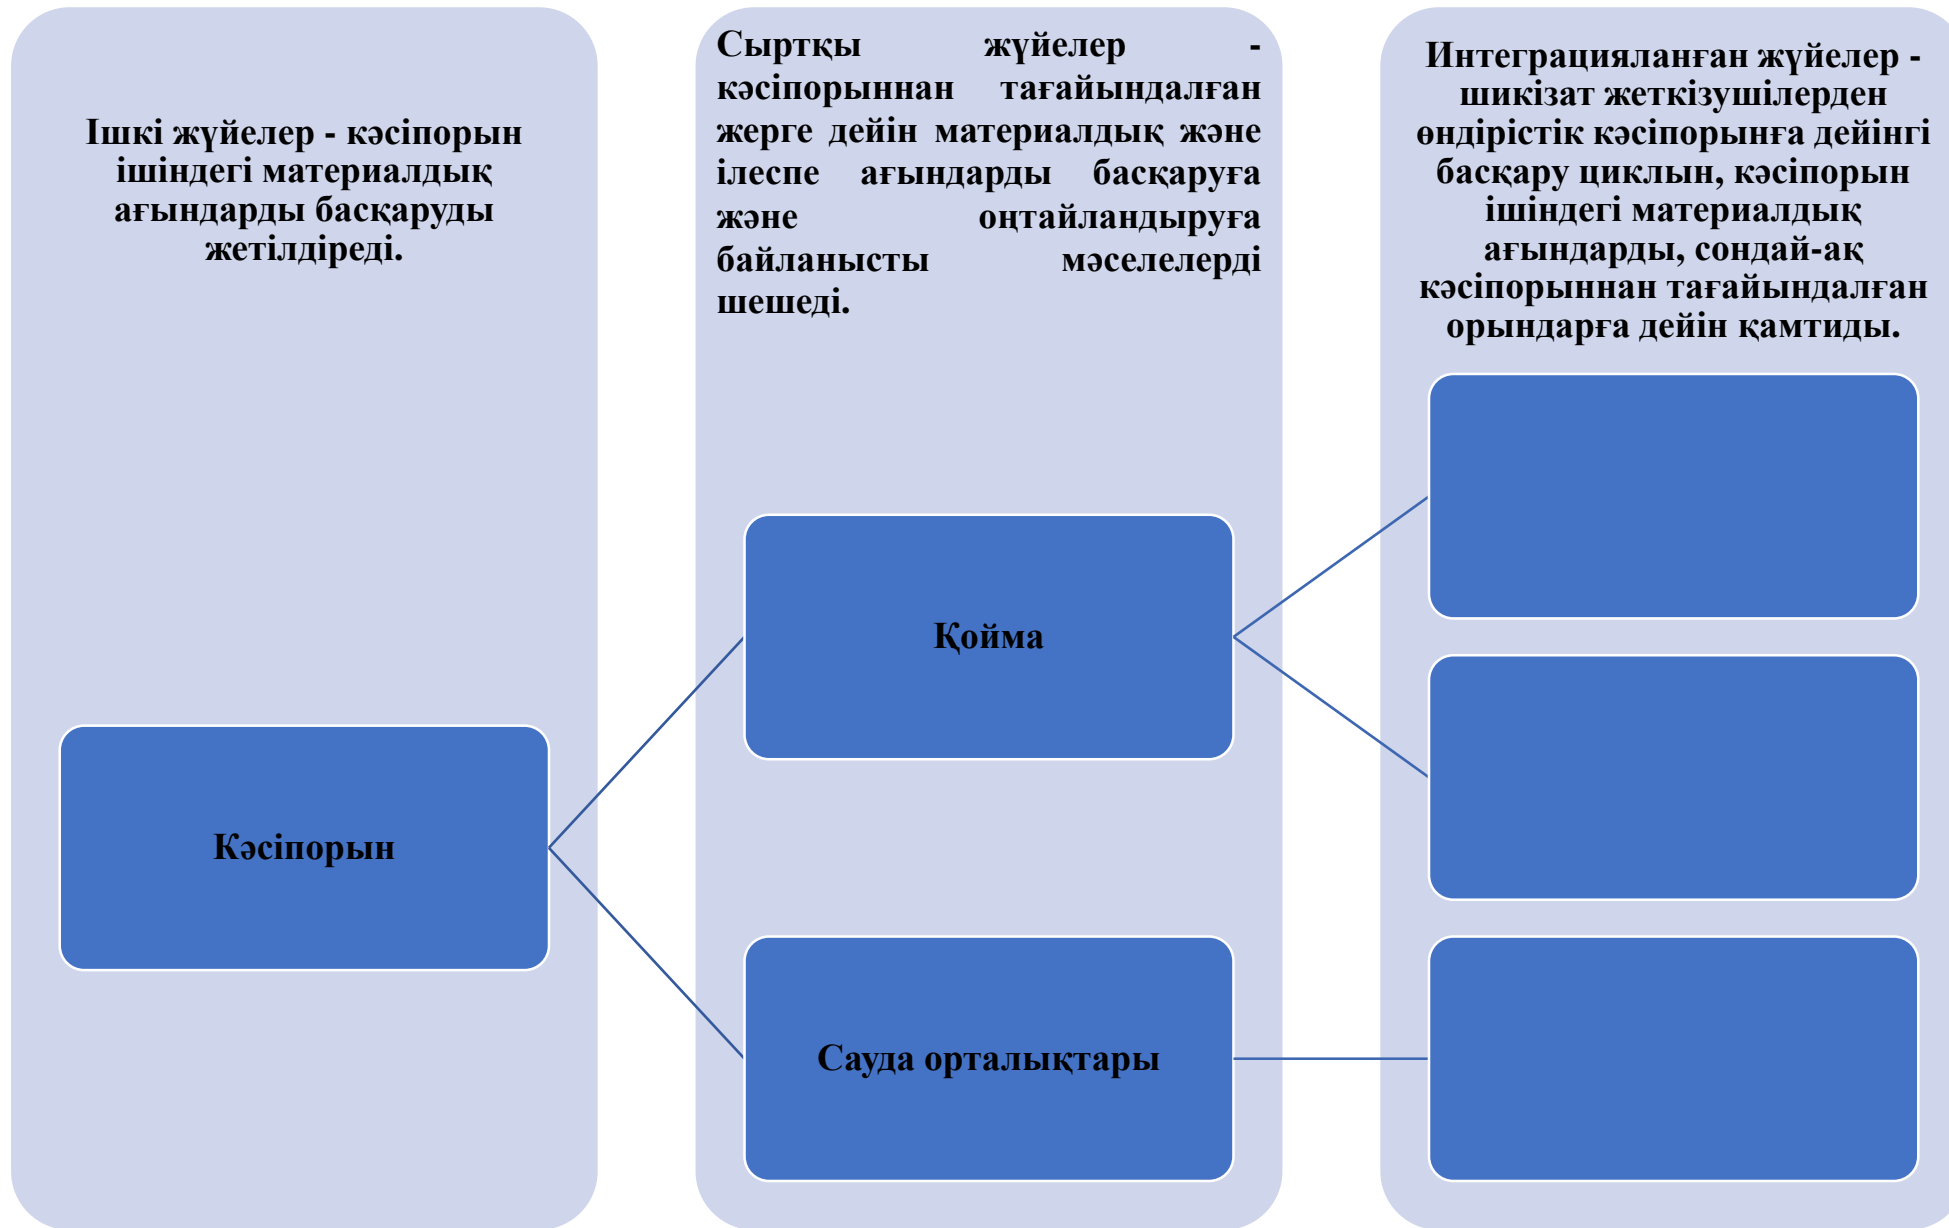 Ішкі жүйелер - кәсіпорын
ішіндегі материалдық
ағындарды басқаруды
жетілдіреді.
Кәсіпорын
Сыртқы жүйелер -
кәсіпорыннан тағайындалған
жерге дейін материалдық және
ілеспе ағындарды басқаруға
және оңтайландыруға
байланысты мәселелерді
шешеді.
Қойма
Сауда орталықтары
Интеграцияланған жүйелер -
шикізат жеткізушілерден
өндірістік кәсіпорынға дейінгі
басқару циклын, кәсіпорын
ішіндегі материалдық
ағындарды, сондай-ақ
кәсіпорыннан тағайындалған
орындарға дейін қамтиды.